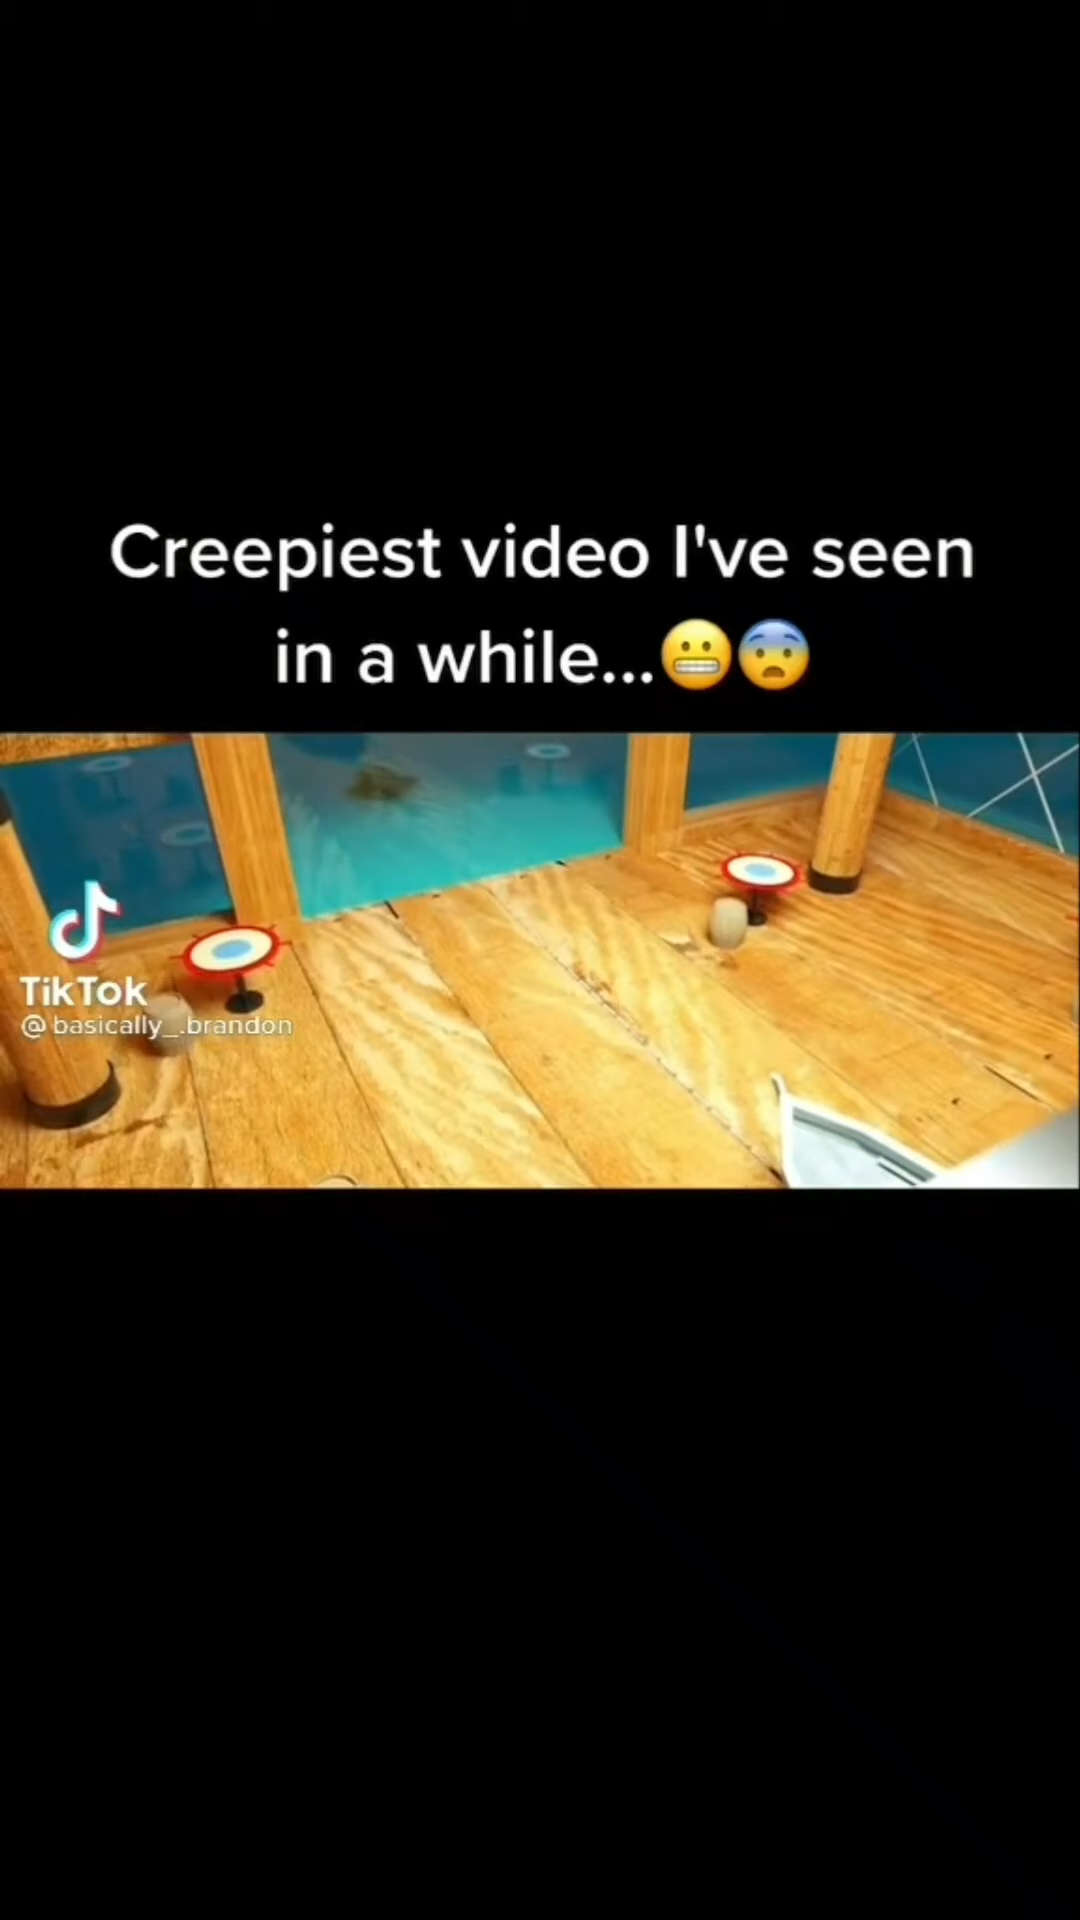 Creepiest video I've seen
in a while...😬😨
TikTok
@basically_.brandon